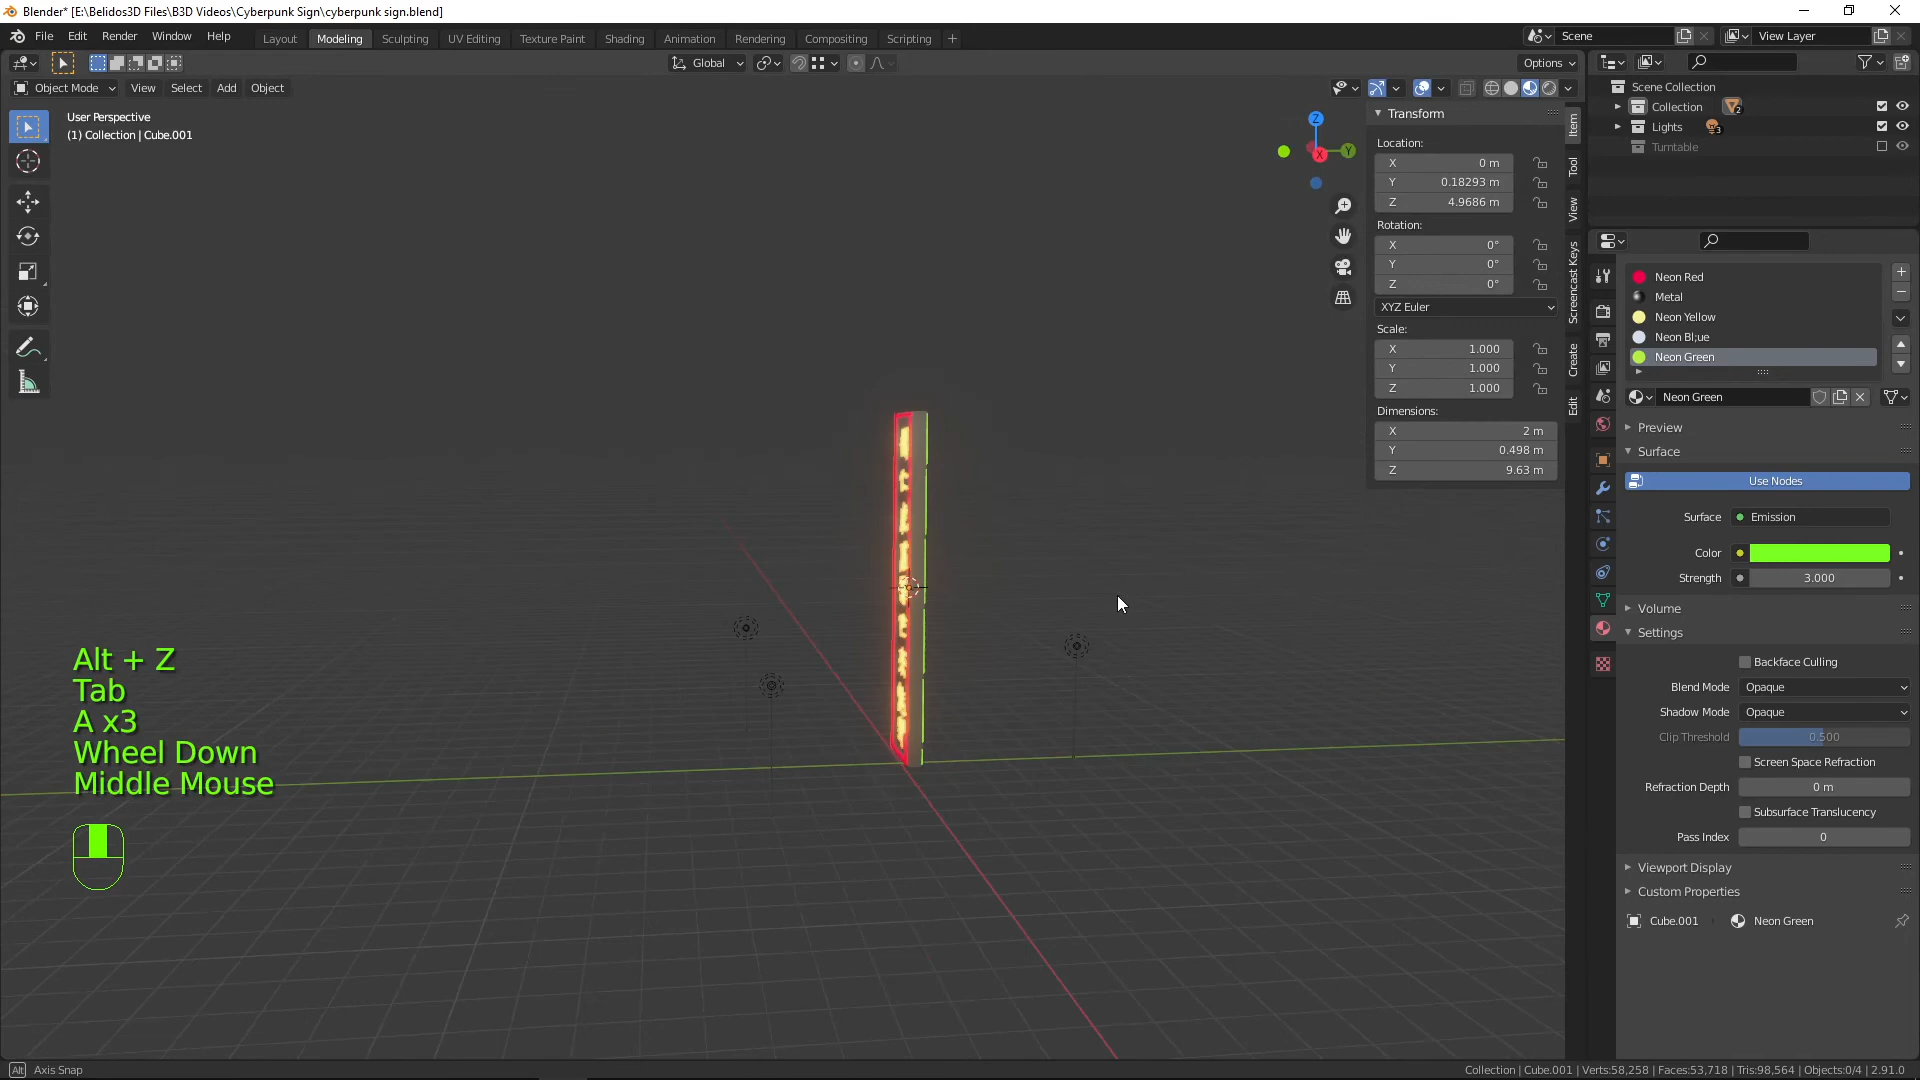 Blender* [E:\Belidos3D Files\B3D Videos\Cyberpunk Sign\cyberpunk sign.blend]
File Edit Render Window Help
Layout Modeling Sculpting UV Editing Texture Paint Shading Animation Rendering Compositing Scripting +
Scene
View Layer
Global
Options
Object Mode View Select Add Object
User Perspective
(1) Collection | Cube.001
Z
Y
X
Transform
Location:
X 0 m
Y 0.18293 m
Z 4.9686 m
Rotation:
X 0°
Y 0°
Z 0°
XYZ Euler
Scale:
X 1.000
Y 1.000
Z 1.000
Dimensions:
X 2 m
Y 0.498 m
Z 9.63 m
Item
Tool
View
Screencast Keys
Create
Edit
Scene Collection
Collection 2
Lights 3
Turntable
Neon Red
Metal
Neon Yellow
Neon Bl;ue
Neon Green
Neon Green
Preview
Surface
Use Nodes
Surface Emission
Color
Strength 3.000
Volume
Settings
Backface Culling
Blend Mode Opaque
Shadow Mode Opaque
Clip Threshold 0.500
Screen Space Refraction
Refraction Depth 0 m
Subsurface Translucency
Pass Index 0
Viewport Display
Custom Properties
Cube.001 Neon Green
Alt + Z
Tab
A x3
Wheel Down
Middle Mouse
Alt Axis Snap
Collection | Cube.001 | Verts:58,258 | Faces:53,718 | Tris:98,564 | Objects:0/4 | 2.91.0